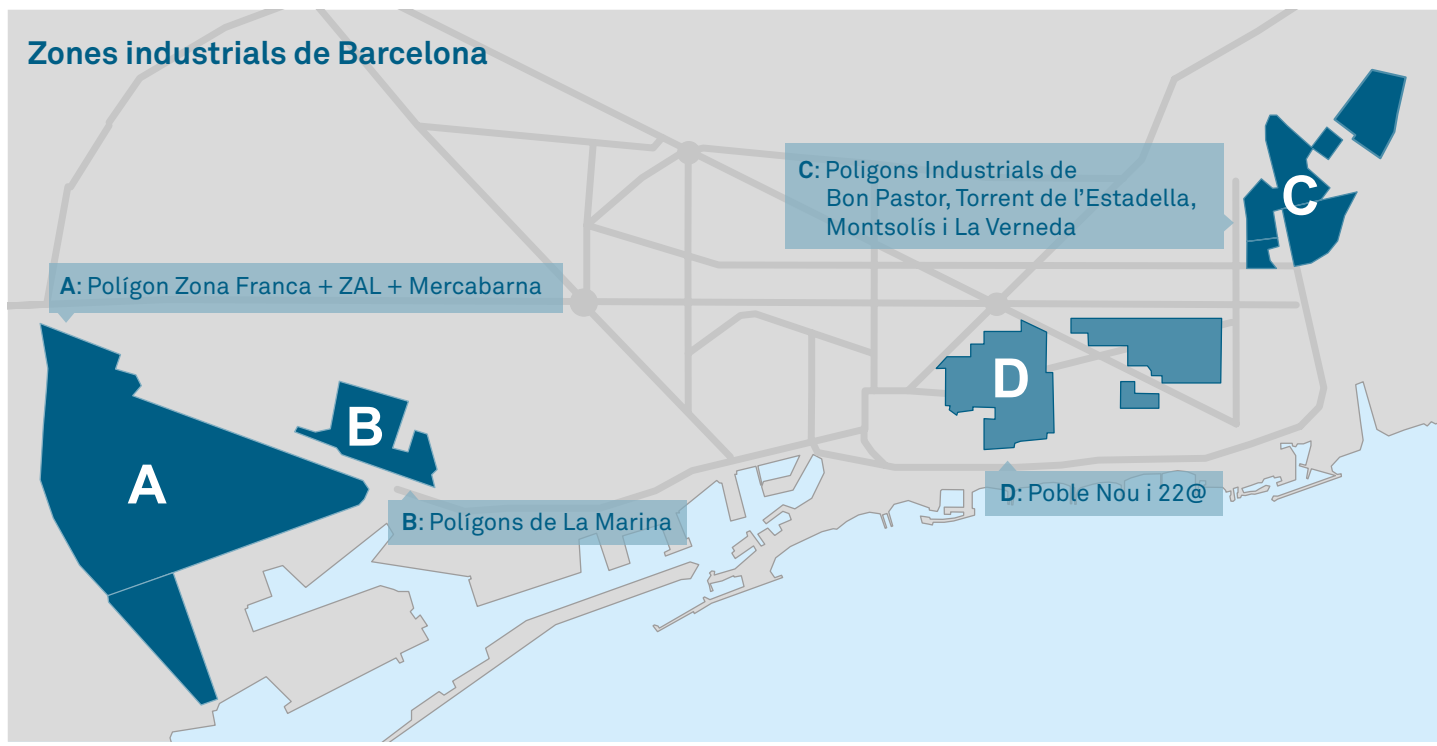 Zones industrials de Barcelona
C: Poligons Industrials de
Bon Pastor, Torrent de l’Estadella,
Montsolís i La Verneda
C
A: Polígon Zona Franca + ZAL + Mercabarna
D
B
A
D: Poble Nou i 22@
B: Polígons de La Marina